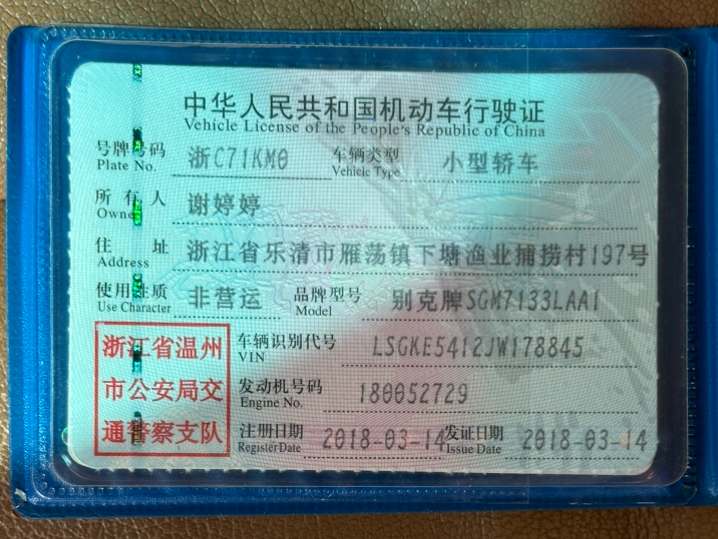 中华人民共和国机动车行驶证
Vehicle License of the People's Republic of China
号牌号码 浙C71KM0 车辆类型 小型轿车
Plate No. Vehicle Type
所有人 谢婷婷
Owner
住址 浙江省乐清市雁荡镇下塘渔业捕捞村197号
Address
使用性质 非营运 品牌型号 别克牌SGM7133LAA1
Use Character Model
浙江省温州
市公安局交
通警察支队
车辆识别代号 LSGKE5412JW178845
VIN
发动机号码 180052729
Engine No.
注册日期 2018-03-14 发证日期 2018-03-14
Register Date Issue Date